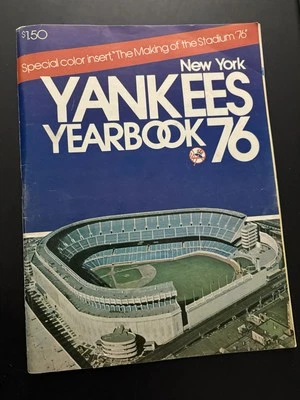 $1.50
Special color insert, "The Making of the Stadium '76"
New York
YANKEES
YEARBOOK '76